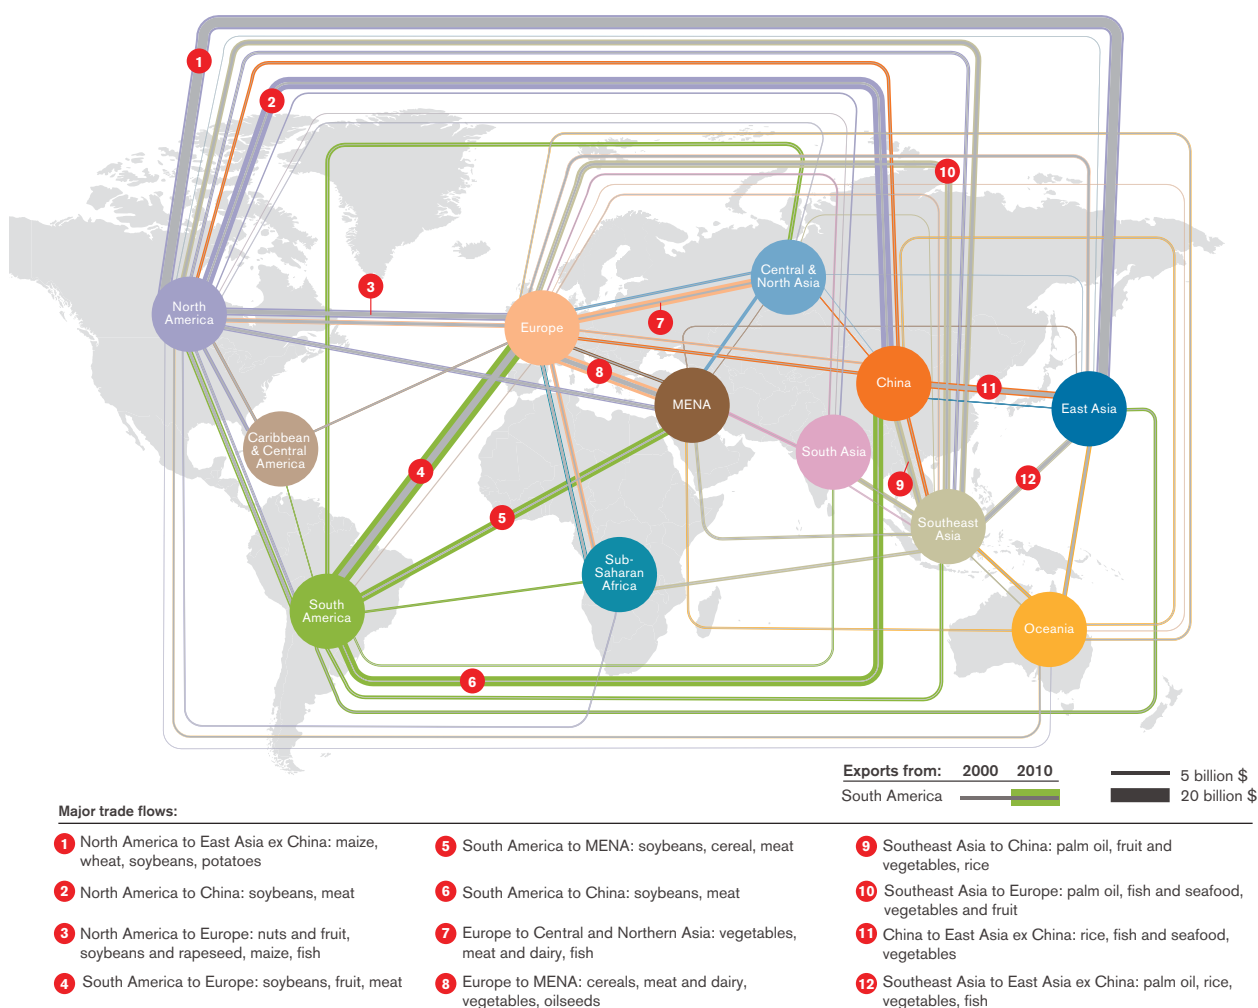 1
2
10
Central &
North Asia
3
North
America
7
Europe
8
China
11
MENA
East Asia
Caribbean
& Central
America
South Asia
4
9
12
5
Southeast
Asia
Sub-
Saharan
Africa
South
America
Oceania
6
Exports from: 2000 2010
South America
5 billion $
20 billion $
Major trade flows:
1 North America to East Asia ex China: maize,
wheat, soybeans, potatoes
2 North America to China: soybeans, meat
3 North America to Europe: nuts and fruit,
soybeans and rapeseed, maize, fish
4 South America to Europe: soybeans, fruit, meat
5 South America to MENA: soybeans, cereal, meat
6 South America to China: soybeans, meat
7 Europe to Central and Northern Asia: vegetables,
meat and dairy, fish
8 Europe to MENA: cereals, meat and dairy,
vegetables, oilseeds
9 Southeast Asia to China: palm oil, fruit and
vegetables, rice
10 Southeast Asia to Europe: palm oil, fish and seafood,
vegetables and fruit
11 China to East Asia ex China: rice, fish and seafood,
vegetables
12 Southeast Asia to East Asia ex China: palm oil, rice,
vegetables, fish